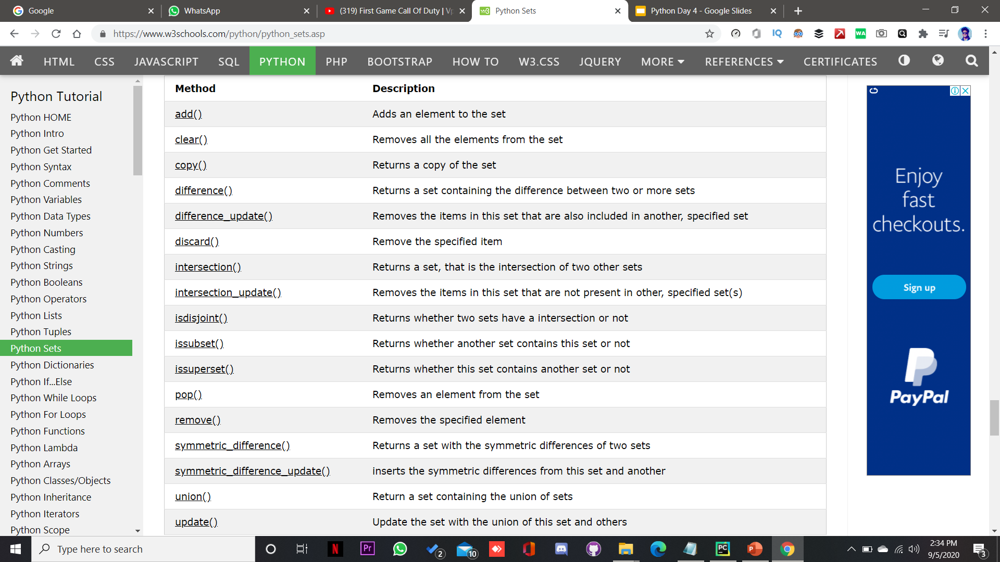 Google
WhatsApp
(319) First Game Call Of Duty |
Python Sets
Python Day 4 - Google Slides
https://www.w3schools.com/python/python_sets.asp
HTML CSS JAVASCRIPT SQL PYTHON PHP BOOTSTRAP HOW TO W3.CSS JQUERY MORE REFERENCES CERTIFICATES
Python Tutorial
Python HOME
Python Intro
Python Get Started
Python Syntax
Python Comments
Python Variables
Python Data Types
Python Numbers
Python Casting
Python Strings
Python Booleans
Python Operators
Python Lists
Python Tuples
Python Sets
Python Dictionaries
Python If...Else
Python While Loops
Python For Loops
Python Functions
Python Lambda
Python Arrays
Python Classes/Objects
Python Inheritance
Python Iterators
Python Scope
Method Description
add() Adds an element to the set
clear() Removes all the elements from the set
copy() Returns a copy of the set
difference() Returns a set containing the difference between two or more sets
difference_update() Removes the items in this set that are also included in another, specified set
discard() Remove the specified item
intersection() Returns a set, that is the intersection of two other sets
intersection_update() Removes the items in this set that are not present in other, specified set(s)
isdisjoint() Returns whether two sets have a intersection or not
issubset() Returns whether another set contains this set or not
issuperset() Returns whether this set contains another set or not
pop() Removes an element from the set
remove() Removes the specified element
symmetric_difference() Returns a set with the symmetric differences of two sets
symmetric_difference_update() inserts the symmetric differences from this set and another
union() Return a set containing the union of sets
update() Update the set with the union of this set and others
Enjoy
fast
checkouts.
Sign up
PayPal
Type here to search
N
Pr
2
10
PC
P
2:34 PM
9/5/2020
3
IQ
WA